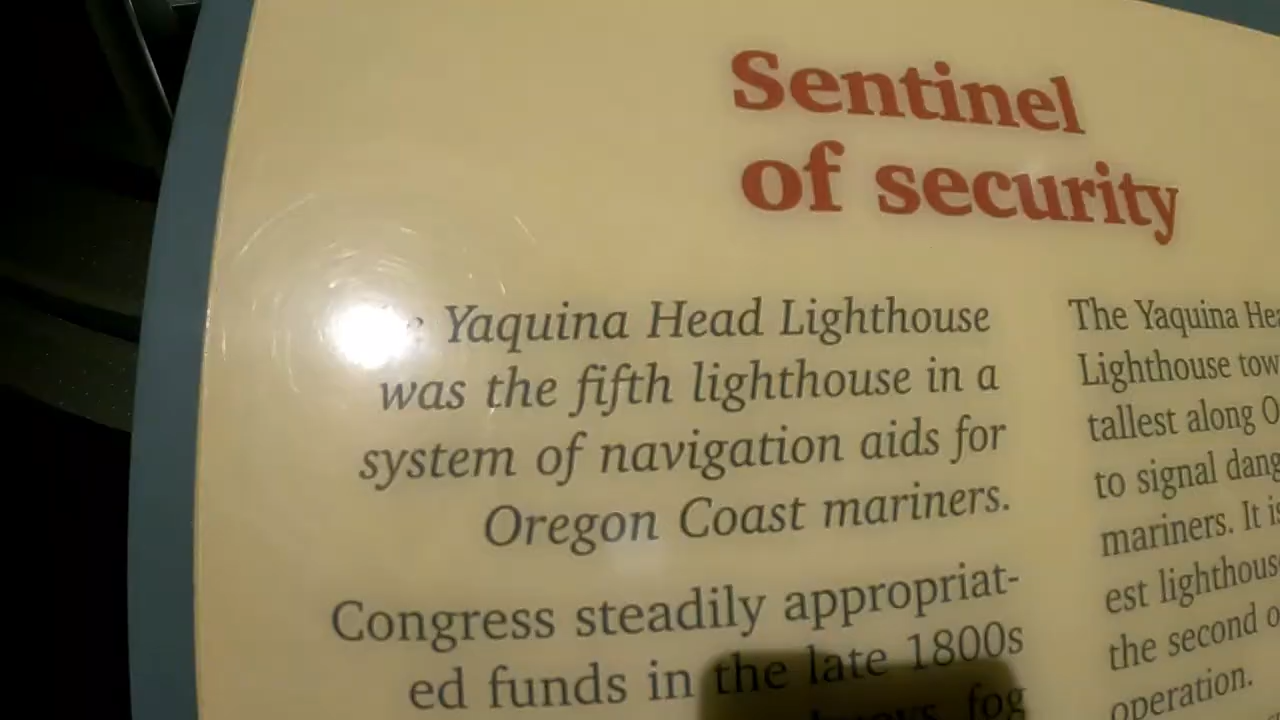 Sentinel
of security
Yaquina Head Lighthouse
was the fifth lighthouse in a
system of navigation aids for
Oregon Coast mariners.
Congress steadily appropriat-
ed funds in the late 1800s
fog
The Yaquina
Lighthouse
tallest along
to signal
mariners. It
the second
operation.